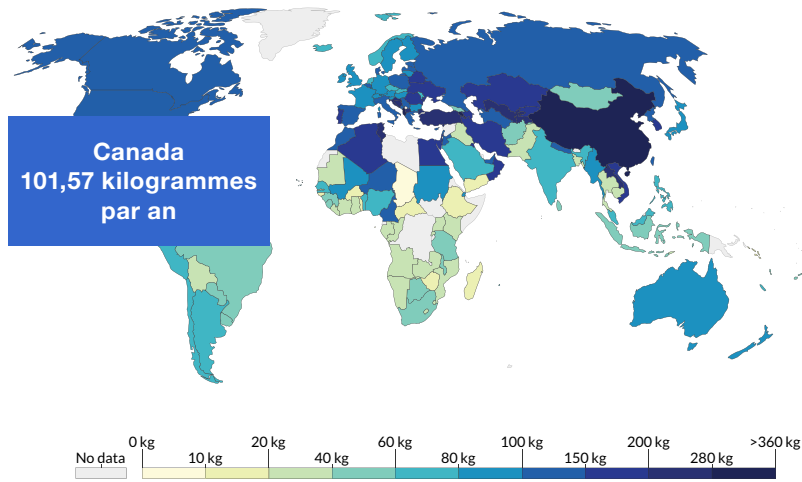 Canada
101,57 kilogrammes
par an
0 kg 20 kg 60 kg 100 kg 200 kg >360 kg
No data 10 kg 40 kg 80 kg 150 kg 280 kg